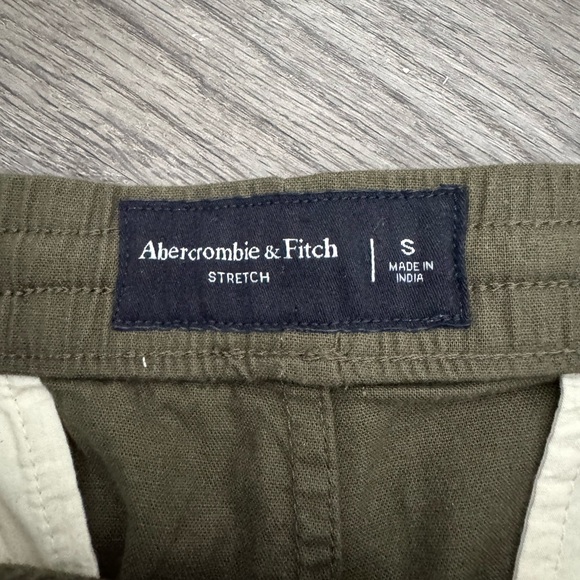 Abercrombie & Fitch
STRETCH
S
MADE IN
INDIA